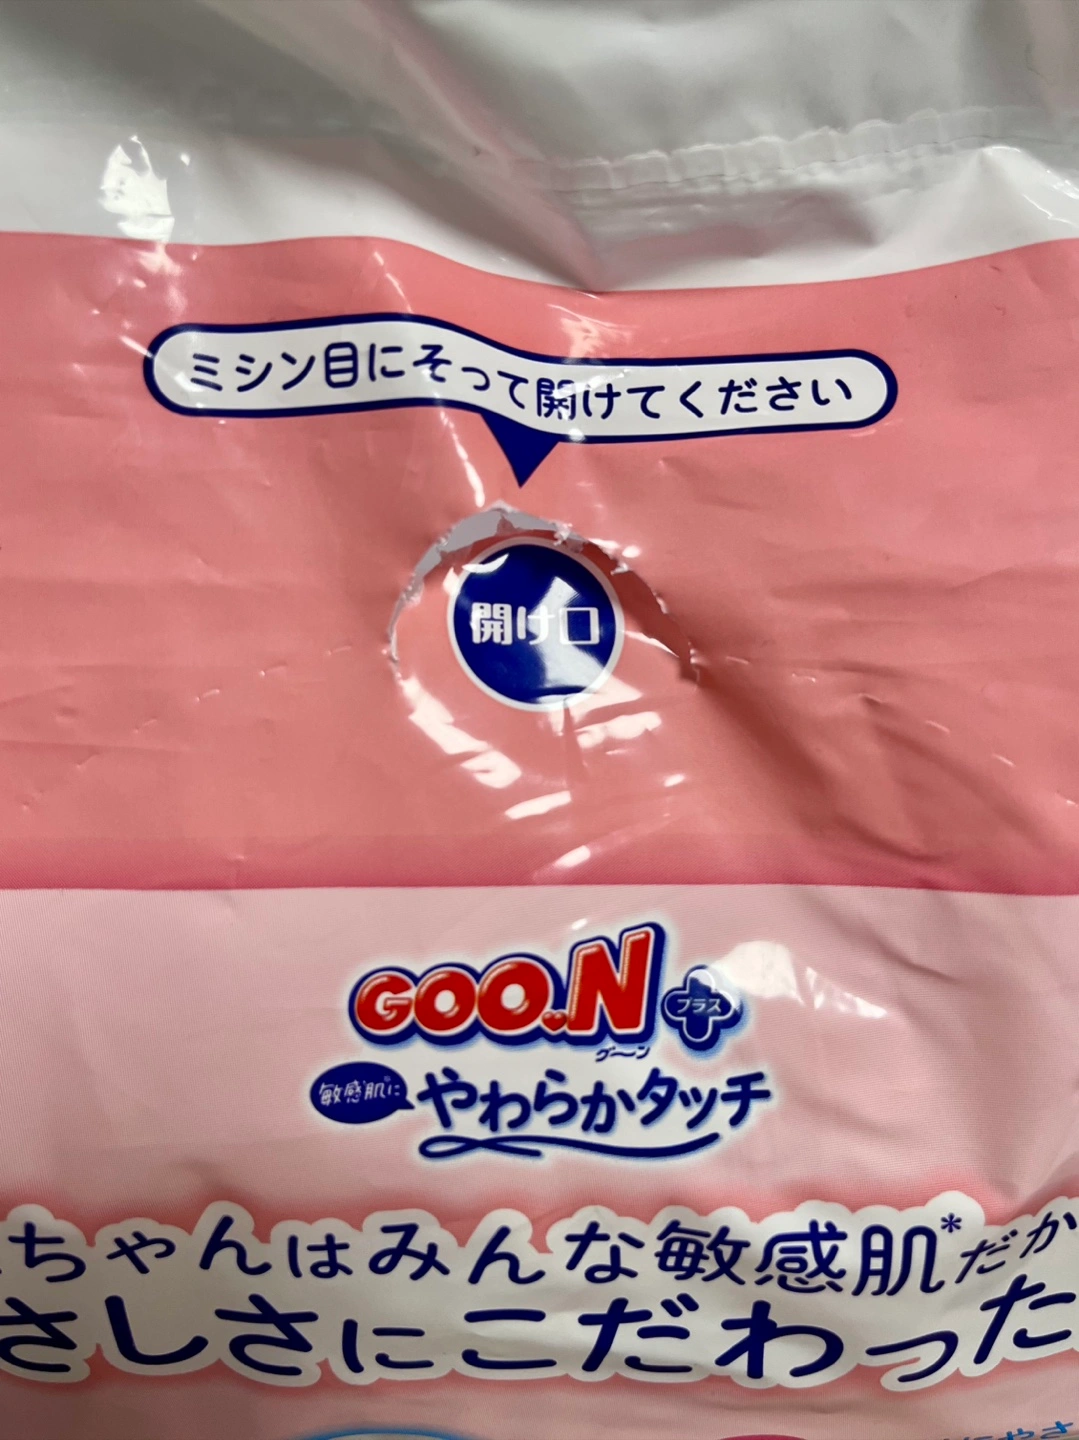 ミシン目にそって開けてください
開け口
GOO.N
プラス
グ〜ン
敏感肌に
やわらかタッチ
ちゃんはみんな敏感肌*だか
さしさにこだわった
やさ